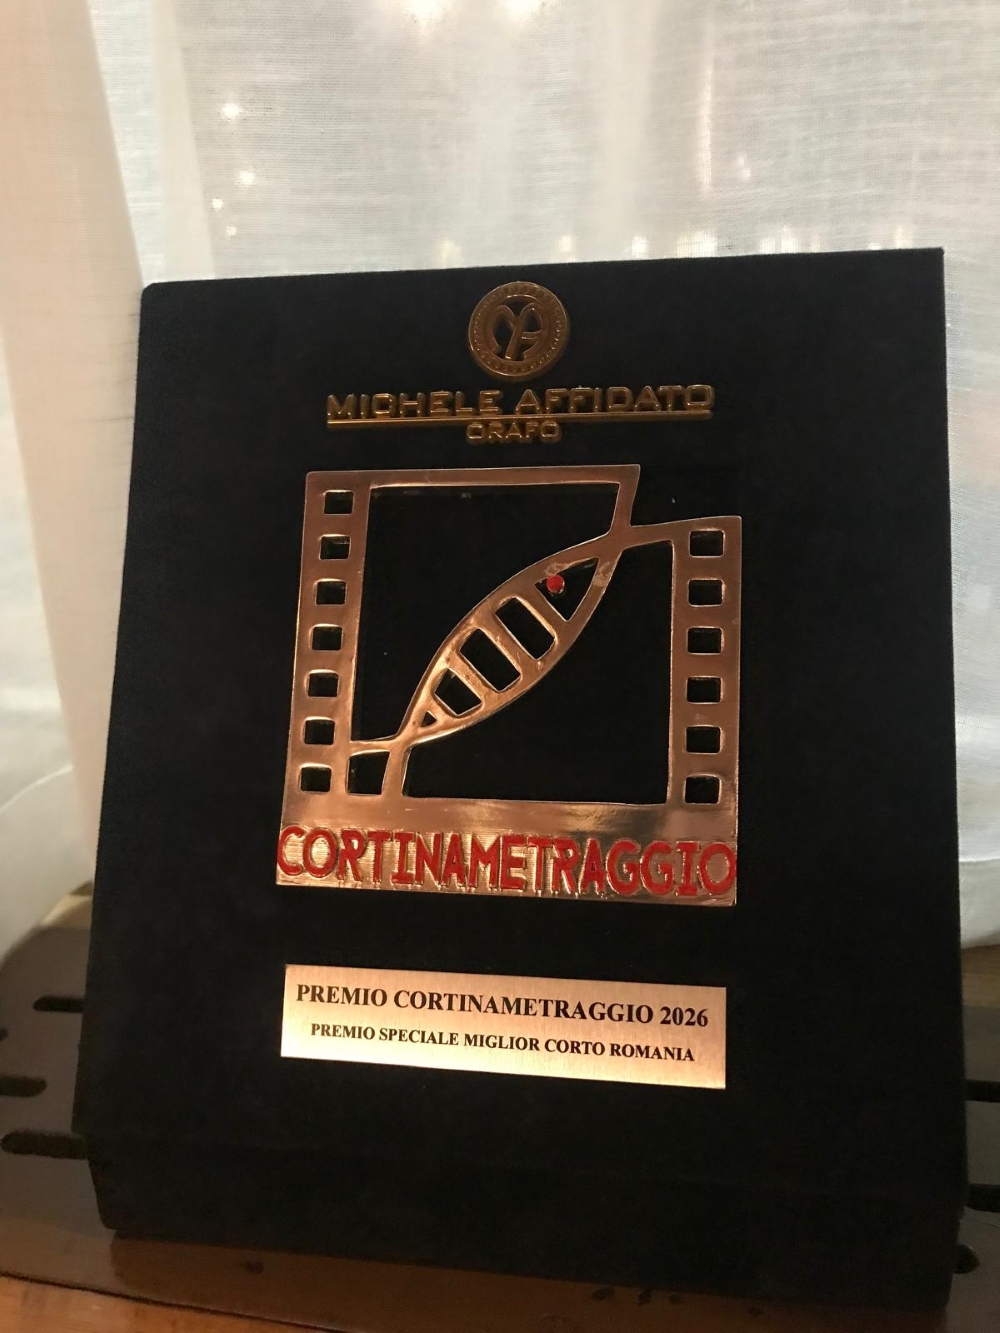 MICHELE AFFIDATO
ORAFO
CORTINAMETRAGGIO
PREMIO CORTINAMETRAGGIO 2026
PREMIO SPECIALE MIGLIOR CORTO ROMANIA